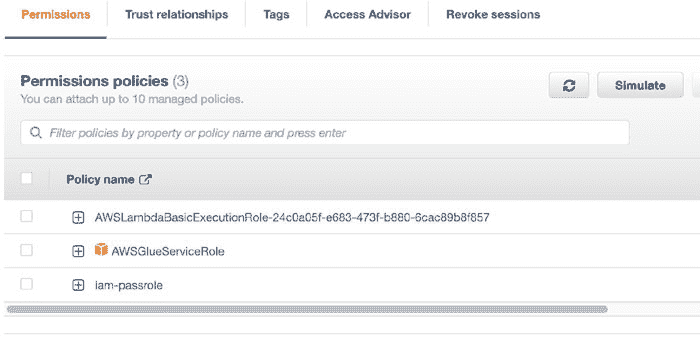 Permissions Trust relationships Tags Access Advisor Revoke sessions
Permissions policies (3)
You can attach up to 10 managed policies.
Simulate
Filter policies by property or policy name and press enter
Policy name
AWSLambdaBasicExecutionRole-24c0a05f-e683-473f-b880-6cac89b8f857
AWSGlueServiceRole
iam-passrole